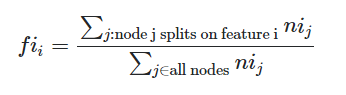 fi_i = \frac{\sum_{j:\text{node j splits on feature i}} ni_j}{\sum_{j \in \text{all nodes}} ni_j}